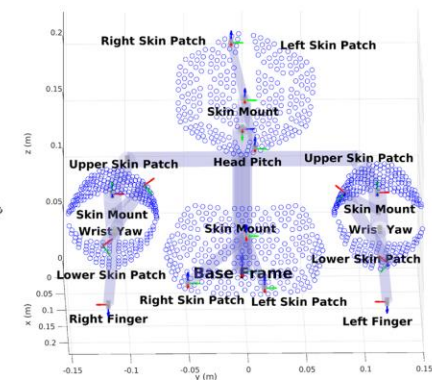 0.2
Right Skin Patch
Left Skin Patch
0.15
z (m)
Skin Mount
0.1
Upper Skin Patch
Head Pitch
Upper Skin Patch
0.05
Skin Mount
Skin Mount
Wrist Yaw
Skin Mount
Wrist Yaw
0
Lower Skin Patch
Base Frame
Lower Skin Patch
0
0.05
0.1
0.15
0.2
x (m)
Right Skin Patch
Left Skin Patch
Right Finger
Left Finger
-0.15
-0.1
-0.05
0
0.05
0.1
0.15
y (m)